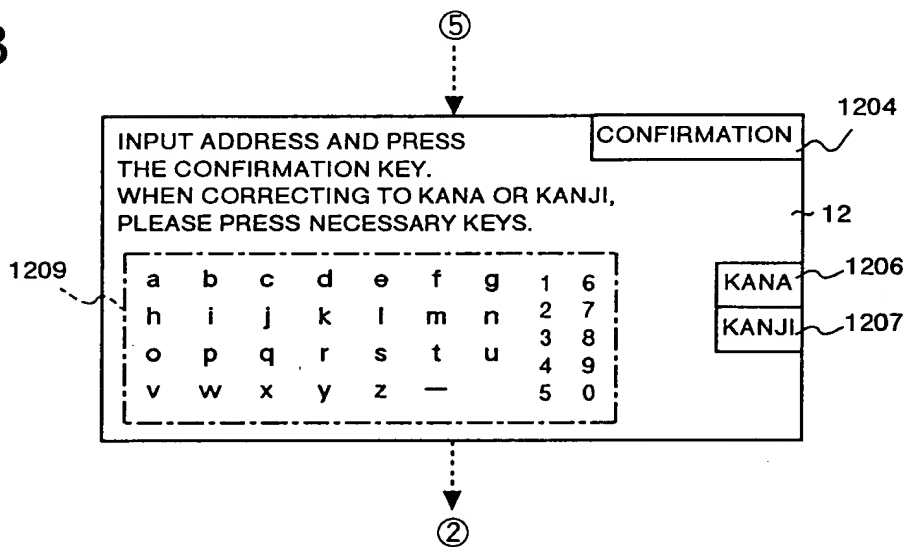 B
⑤
1204
CONFIRMATION
INPUT ADDRESS AND PRESS
THE CONFIRMATION KEY.
WHEN CORRECTING TO KANA OR KANJI,
PLEASE PRESS NECESSARY KEYS.
12
1209
a b c d e f g 1 6
h i j k l m n 2 7
o p q r s t u 3 8
v w x y z — 4 9
5 0
KANA 1206
KANJI 1207
②